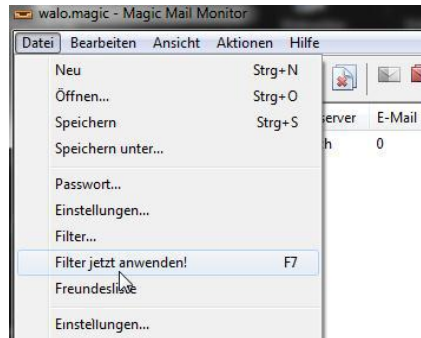 walo.magic - Magic Mail Monitor
Datei Bearbeiten Ansicht Aktionen Hilfe
Neu Strg+N
Öffnen... Strg+O
Speichern Strg+S
Speichern unter...
Passwort...
Einstellungen...
Filter...
Filter jetzt anwenden! F7
Freundesliste
Einstellungen...
server E-Mail
h 0